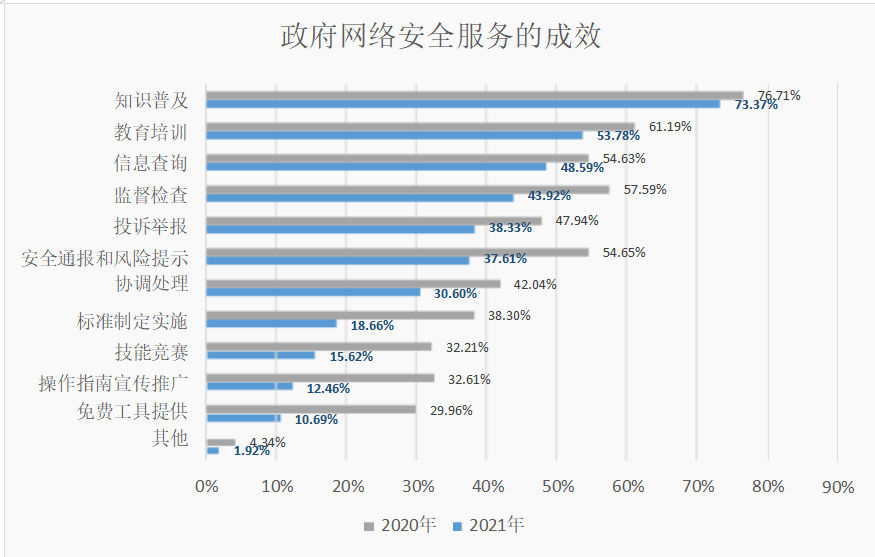 政府网络安全服务的成效
知识普及
76.71%
73.37%
教育培训
61.19%
53.78%
信息查询
54.63%
48.59%
监督检查
57.59%
43.92%
投诉举报
47.94%
38.33%
安全通报和风险提示
54.65%
37.61%
协调处理
42.04%
30.60%
标准制定实施
38.30%
18.66%
技能竞赛
32.21%
15.62%
操作指南宣传推广
32.61%
12.46%
免费工具提供
29.96%
10.69%
其他
4.34%
1.92%
0% 10% 20% 30% 40% 50% 60% 70% 80% 90%
2020年 2021年